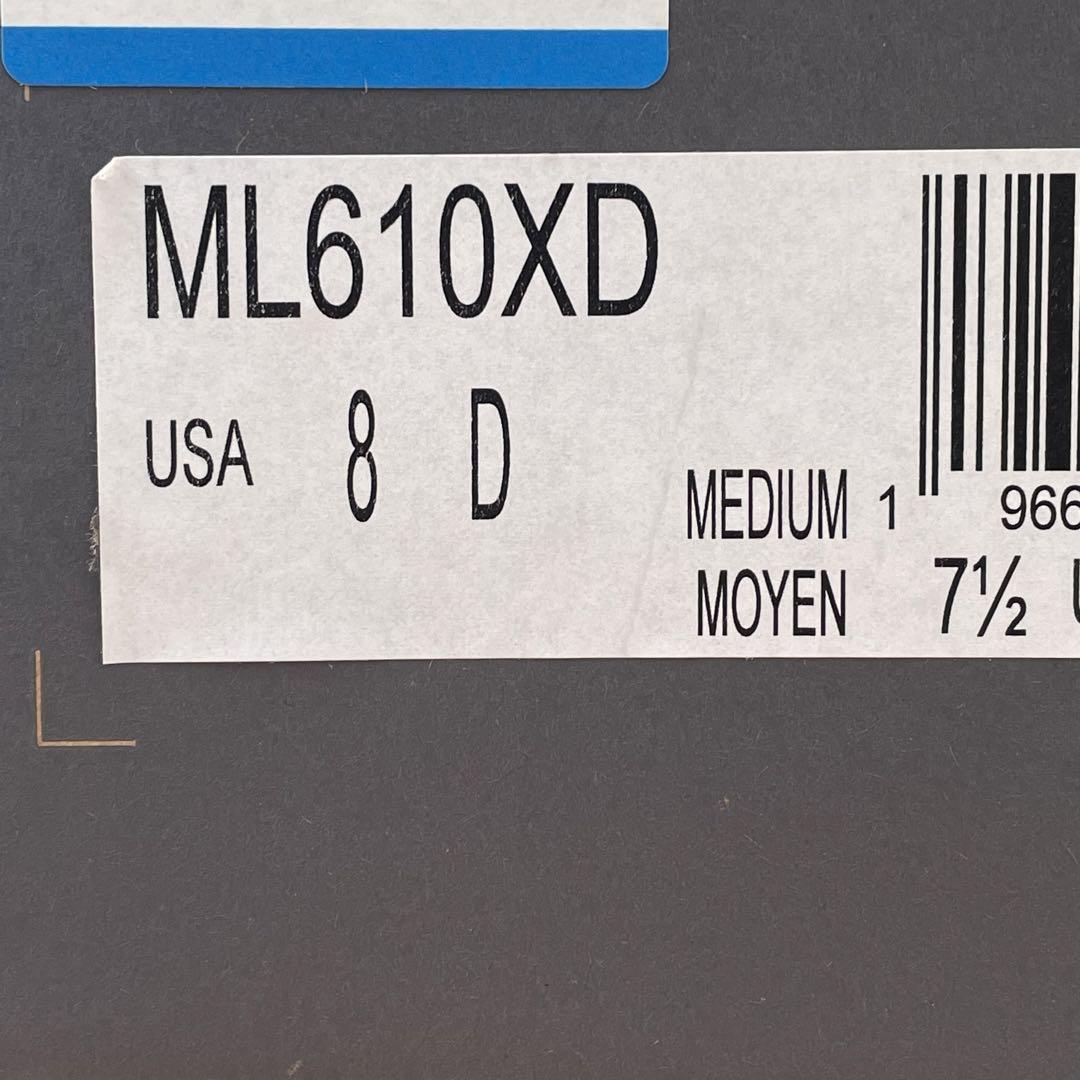 ML610XD
USA 8 D
MEDIUM 1 966
MOYEN 7½